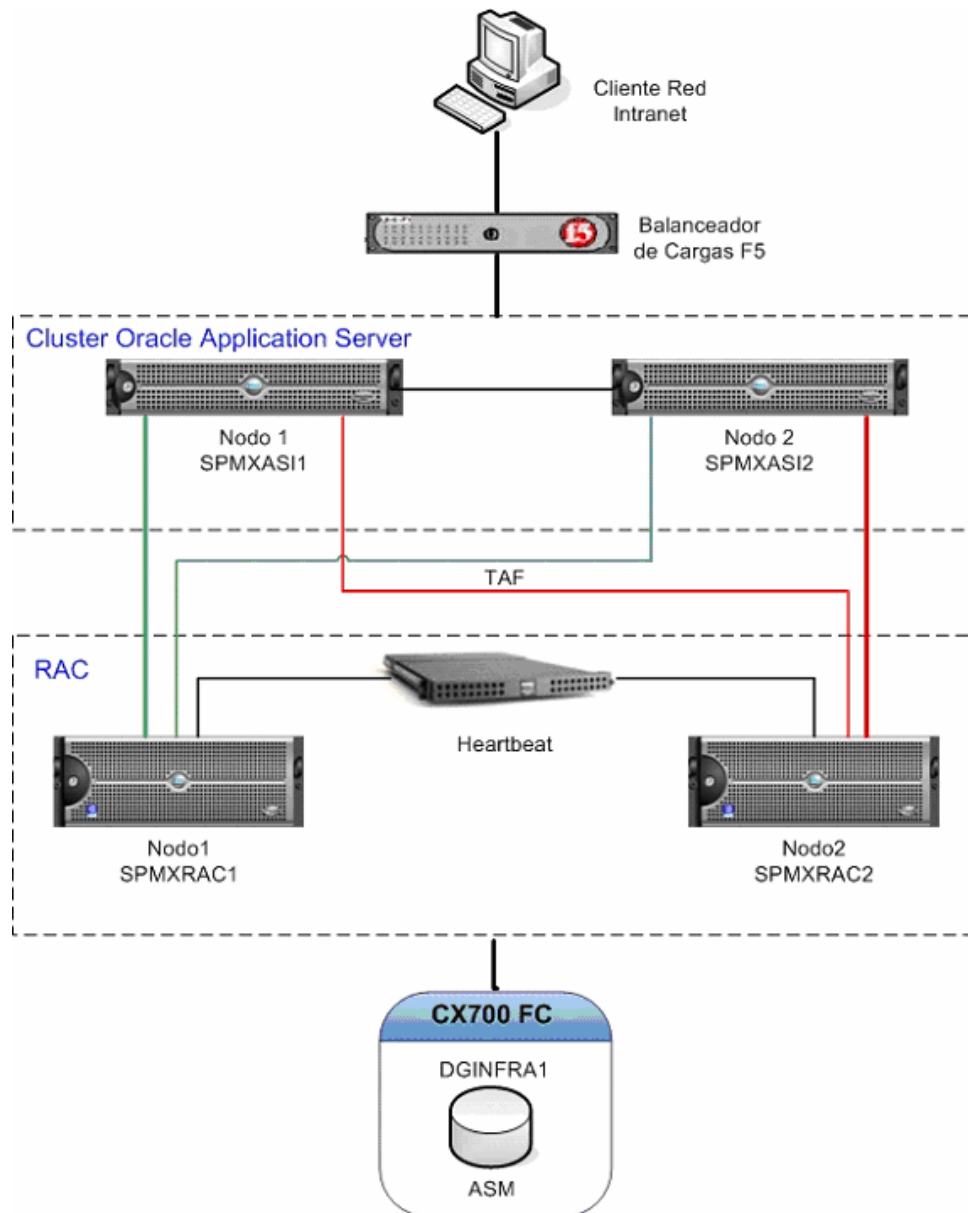 Cliente Red
Intranet
f5
Balanceador
de Cargas F5
Cluster Oracle Application Server
Nodo 1
SPMXASI1
Nodo 2
SPMXASI2
TAF
RAC
Heartbeat
Nodo1
SPMXRAC1
Nodo2
SPMXRAC2
CX700 FC
DGINFRA1
ASM